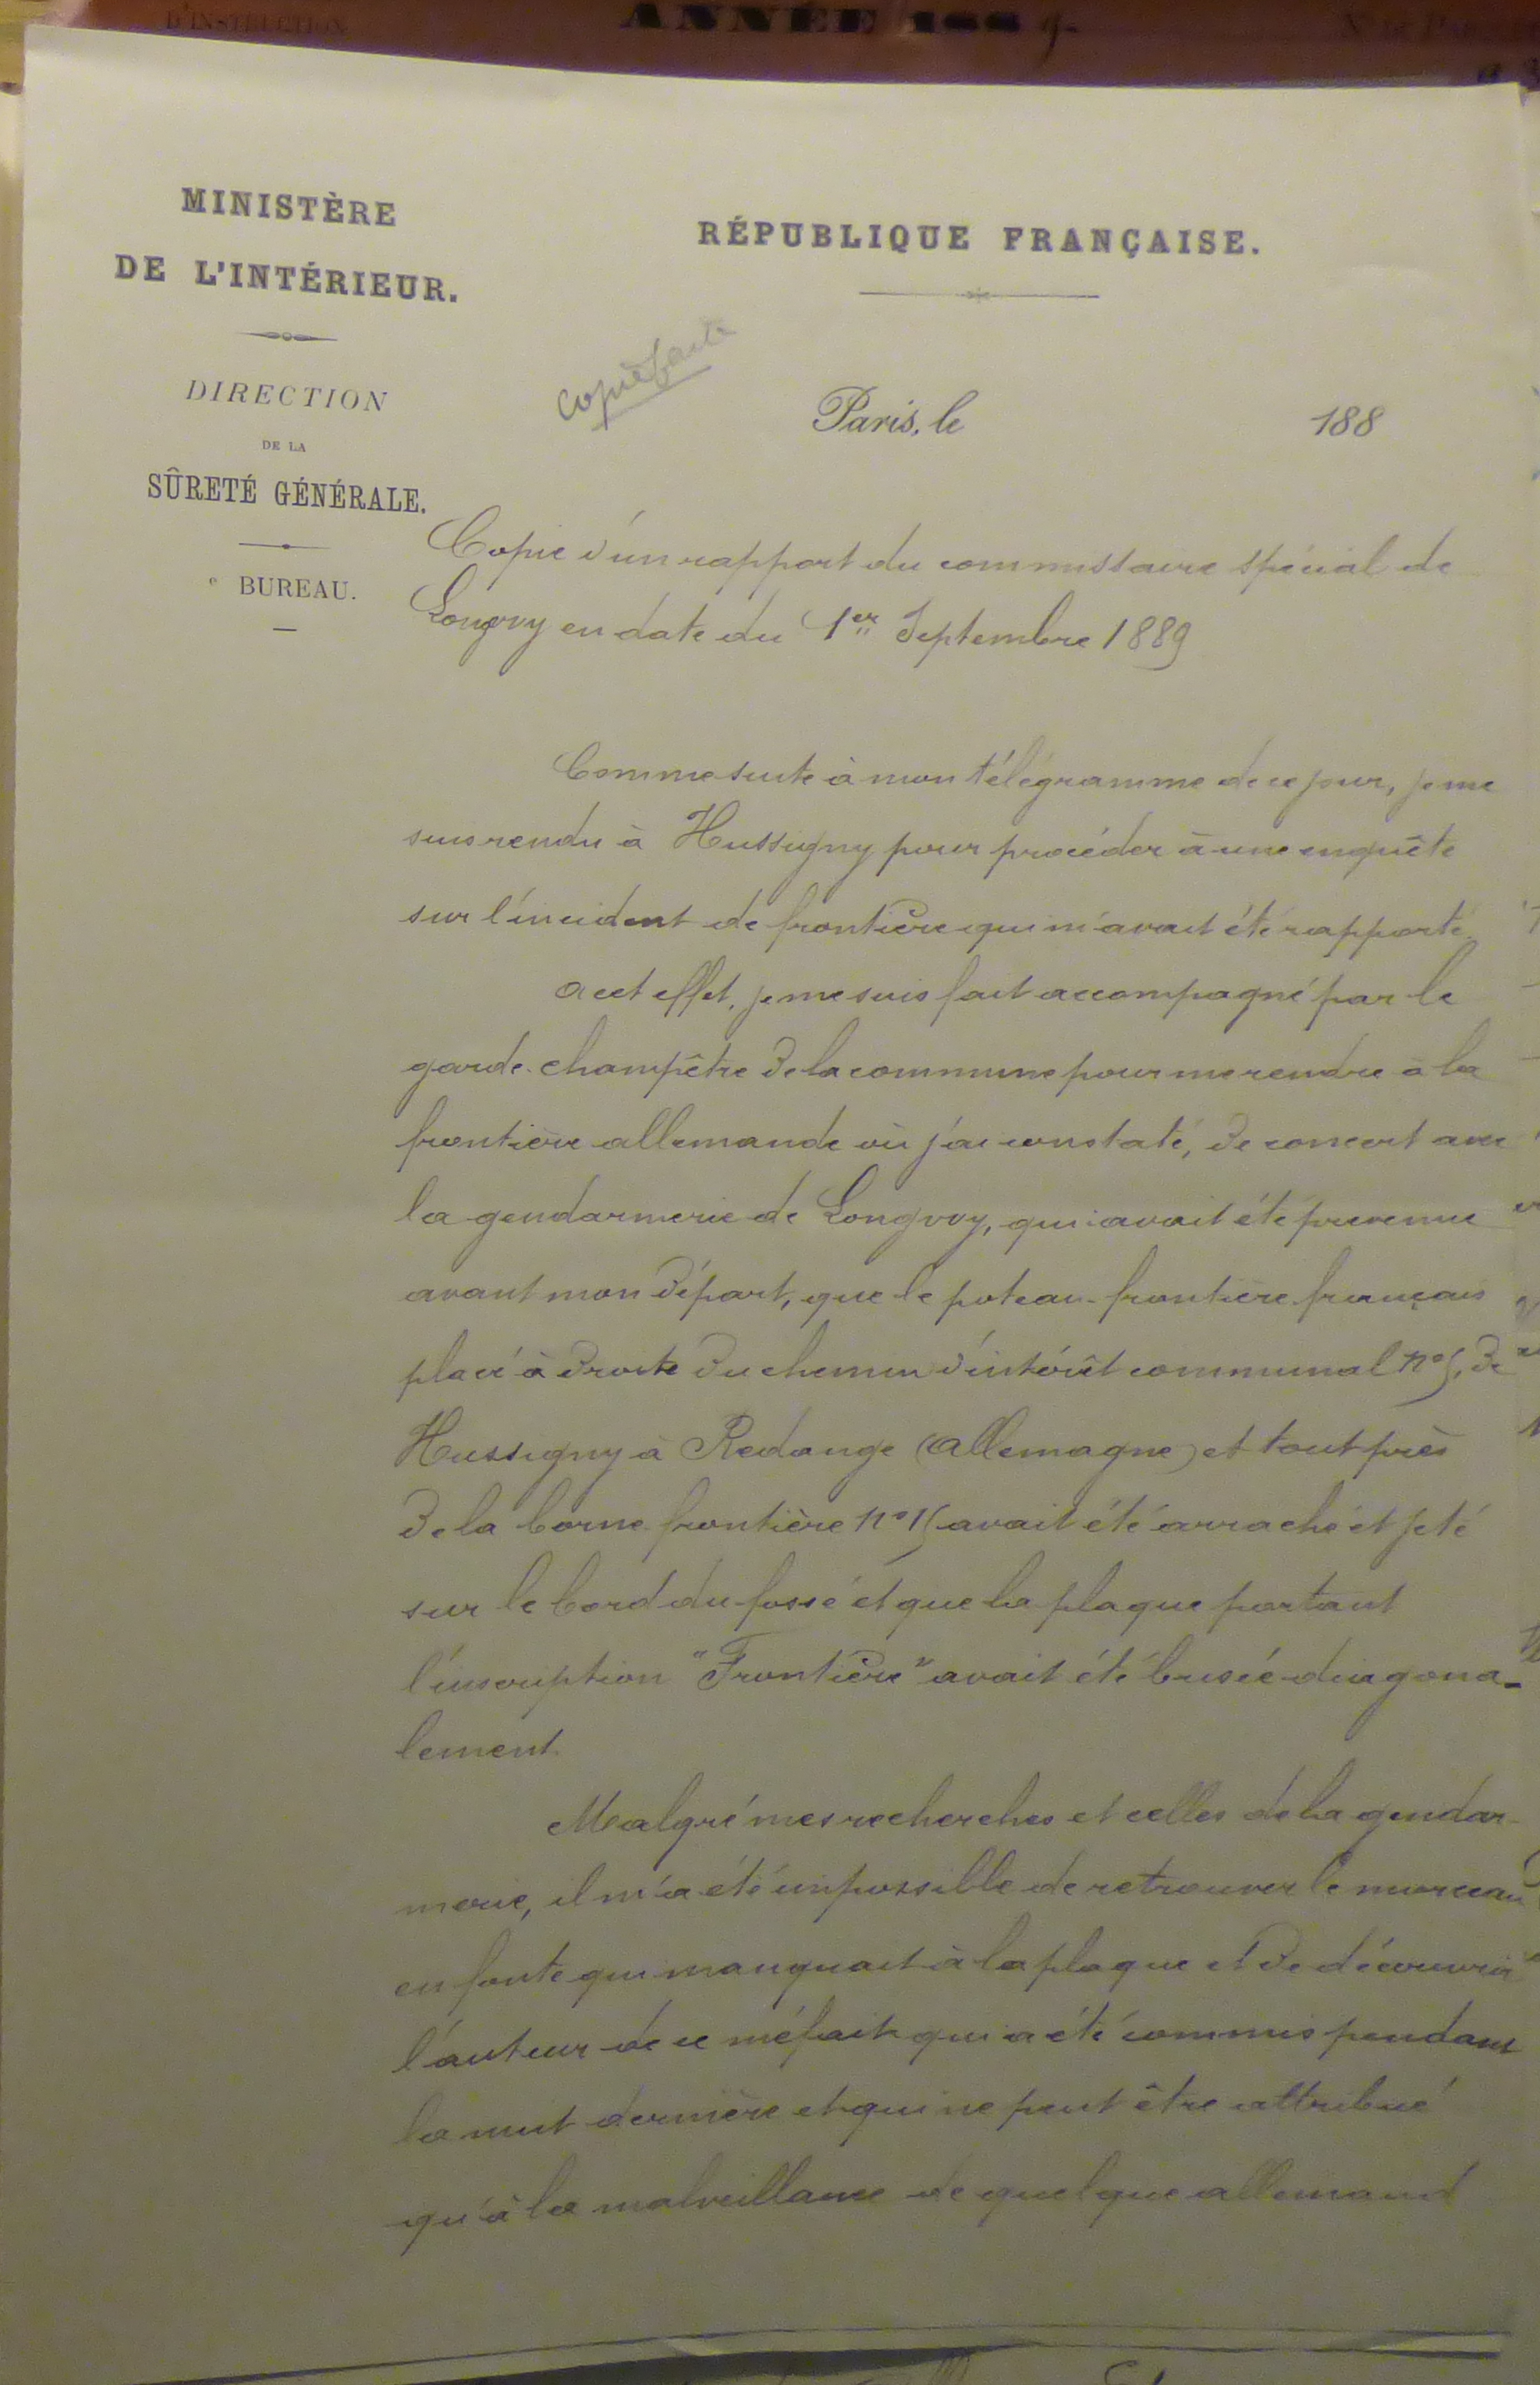 D'INSTRUCTION
ANNÉE 1889.
MINISTÈRE
DE L'INTÉRIEUR.
DIRECTION
DE LA
SÛRETÉ GÉNÉRALE.
e BUREAU.
RÉPUBLIQUE FRANÇAISE.
copie faite
Paris, le 188
Copie d'un rapport du commissaire spécial de
Longwy en date du 1er Septembre 1889
Comme suite à mon télégramme de ce jour, je me
suis rendu à Hussigny pour procéder à une enquête
sur l'incident de frontière qui m'avait été rapporté.
A cet effet, je me suis fait accompagné par le
garde-champêtre de la commune pour me rendre à la
frontière allemande où j'ai constaté, de concert avec
la gendarmerie de Longwy, qui avait été prévenue
avant mon départ, que le poteau-frontière français
placé à droite du chemin d'intérêt communal no 5, de
Hussigny à Redange (Allemagne) et tout près
de la borne frontière no 15 avait été arraché et jeté
sur le bord du fossé et que la plaque portant
l'inscription "Frontière" avait été brisée diagona-
lement.
Malgré mes recherches et celles de la gendar-
merie, il m'a été impossible de retrouver le morceau
en fonte qui manquait à la plaque et de découvrir
l'auteur de ce méfait qui a été commis pendant
la nuit dernière et qui ne peut être attribué
qu'à la malveillance de quelque allemand